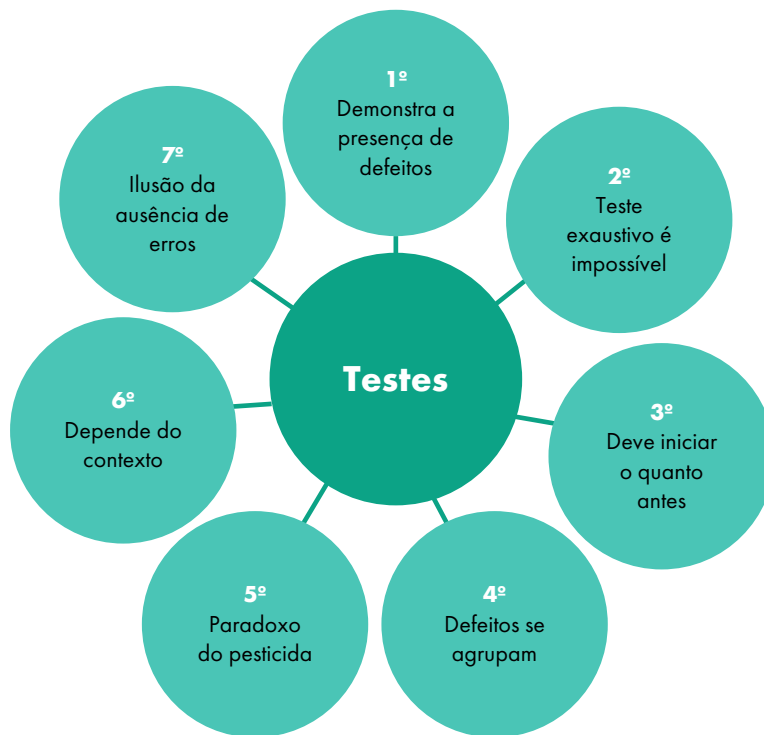 1º
Demonstra a
presença de
defeitos
2º
Teste
exaustivo é
impossível
3º
Deve iniciar
o quanto
antes
4º
Defeitos se
agrupam
5º
Paradoxo
do pesticida
6º
Depende do
contexto
7º
Ilusão da
ausência de
erros
Testes